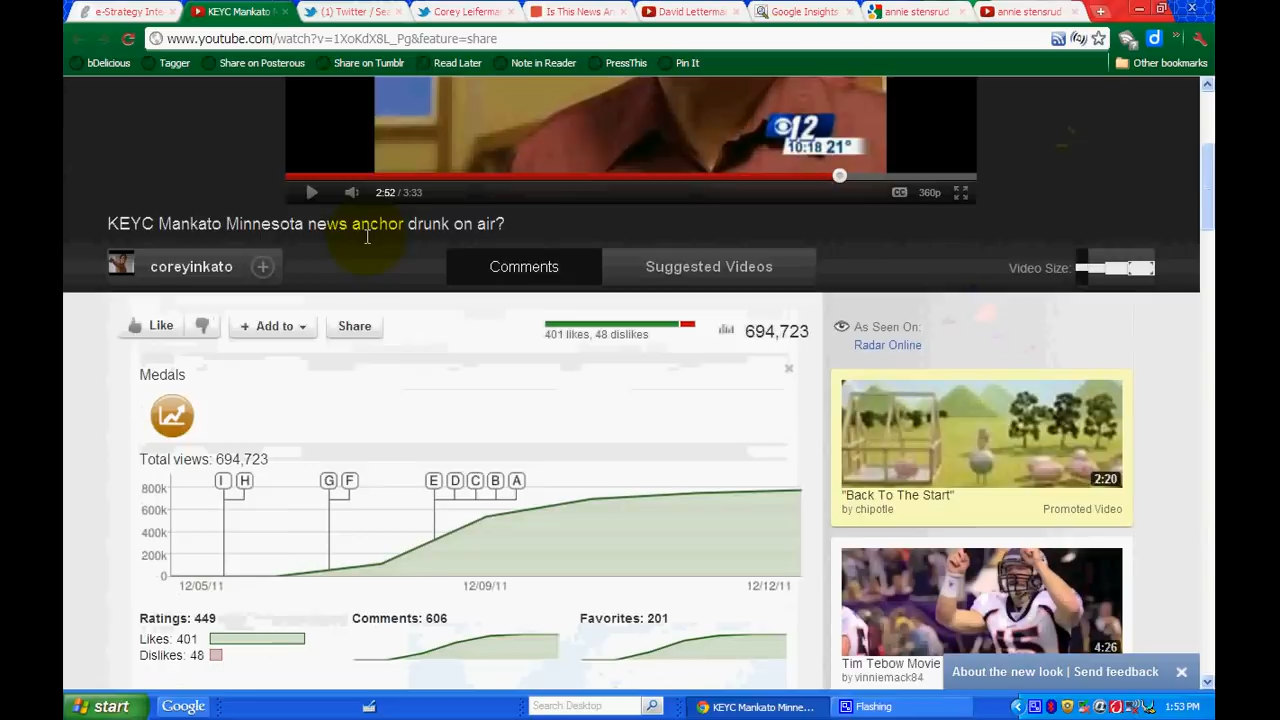 e-Strategy Inte
KEYC Mankato M
(1) Twitter / Sea
Corey Leiferman
Is This News An
David Letterma
Google Insights
annie stensrud
annie stensrud
www.youtube.com/watch?v=1XoKdX8L_Pg&feature=share
bDelicious
Tagger
Share on Posterous
Share on Tumblr
Read Later
Note in Reader
PressThis
Pin It
Other bookmarks
12
10:18 21°
2:52 / 3:33
CC
360p
KEYC Mankato Minnesota news anchor drunk on air?
coreyinkato
Comments
Suggested Videos
Video Size:
Like
+ Add to
Share
401 likes, 48 dislikes
694,723
As Seen On:
Radar Online
Medals
Total views: 694,723
I H G F E D C B A
800k
600k
400k
200k
0
12/05/11 12/09/11 12/12/11
Ratings: 449
Likes: 401
Dislikes: 48
Comments: 606
Favorites: 201
2:20
"Back To The Start"
by chipotle
Promoted Video
15
4:26
Tim Tebow Movie
by vinniemack84
About the new look | Send feedback
start
Google
Search Desktop
KEYC Mankato Minne...
Flashing
1:53 PM